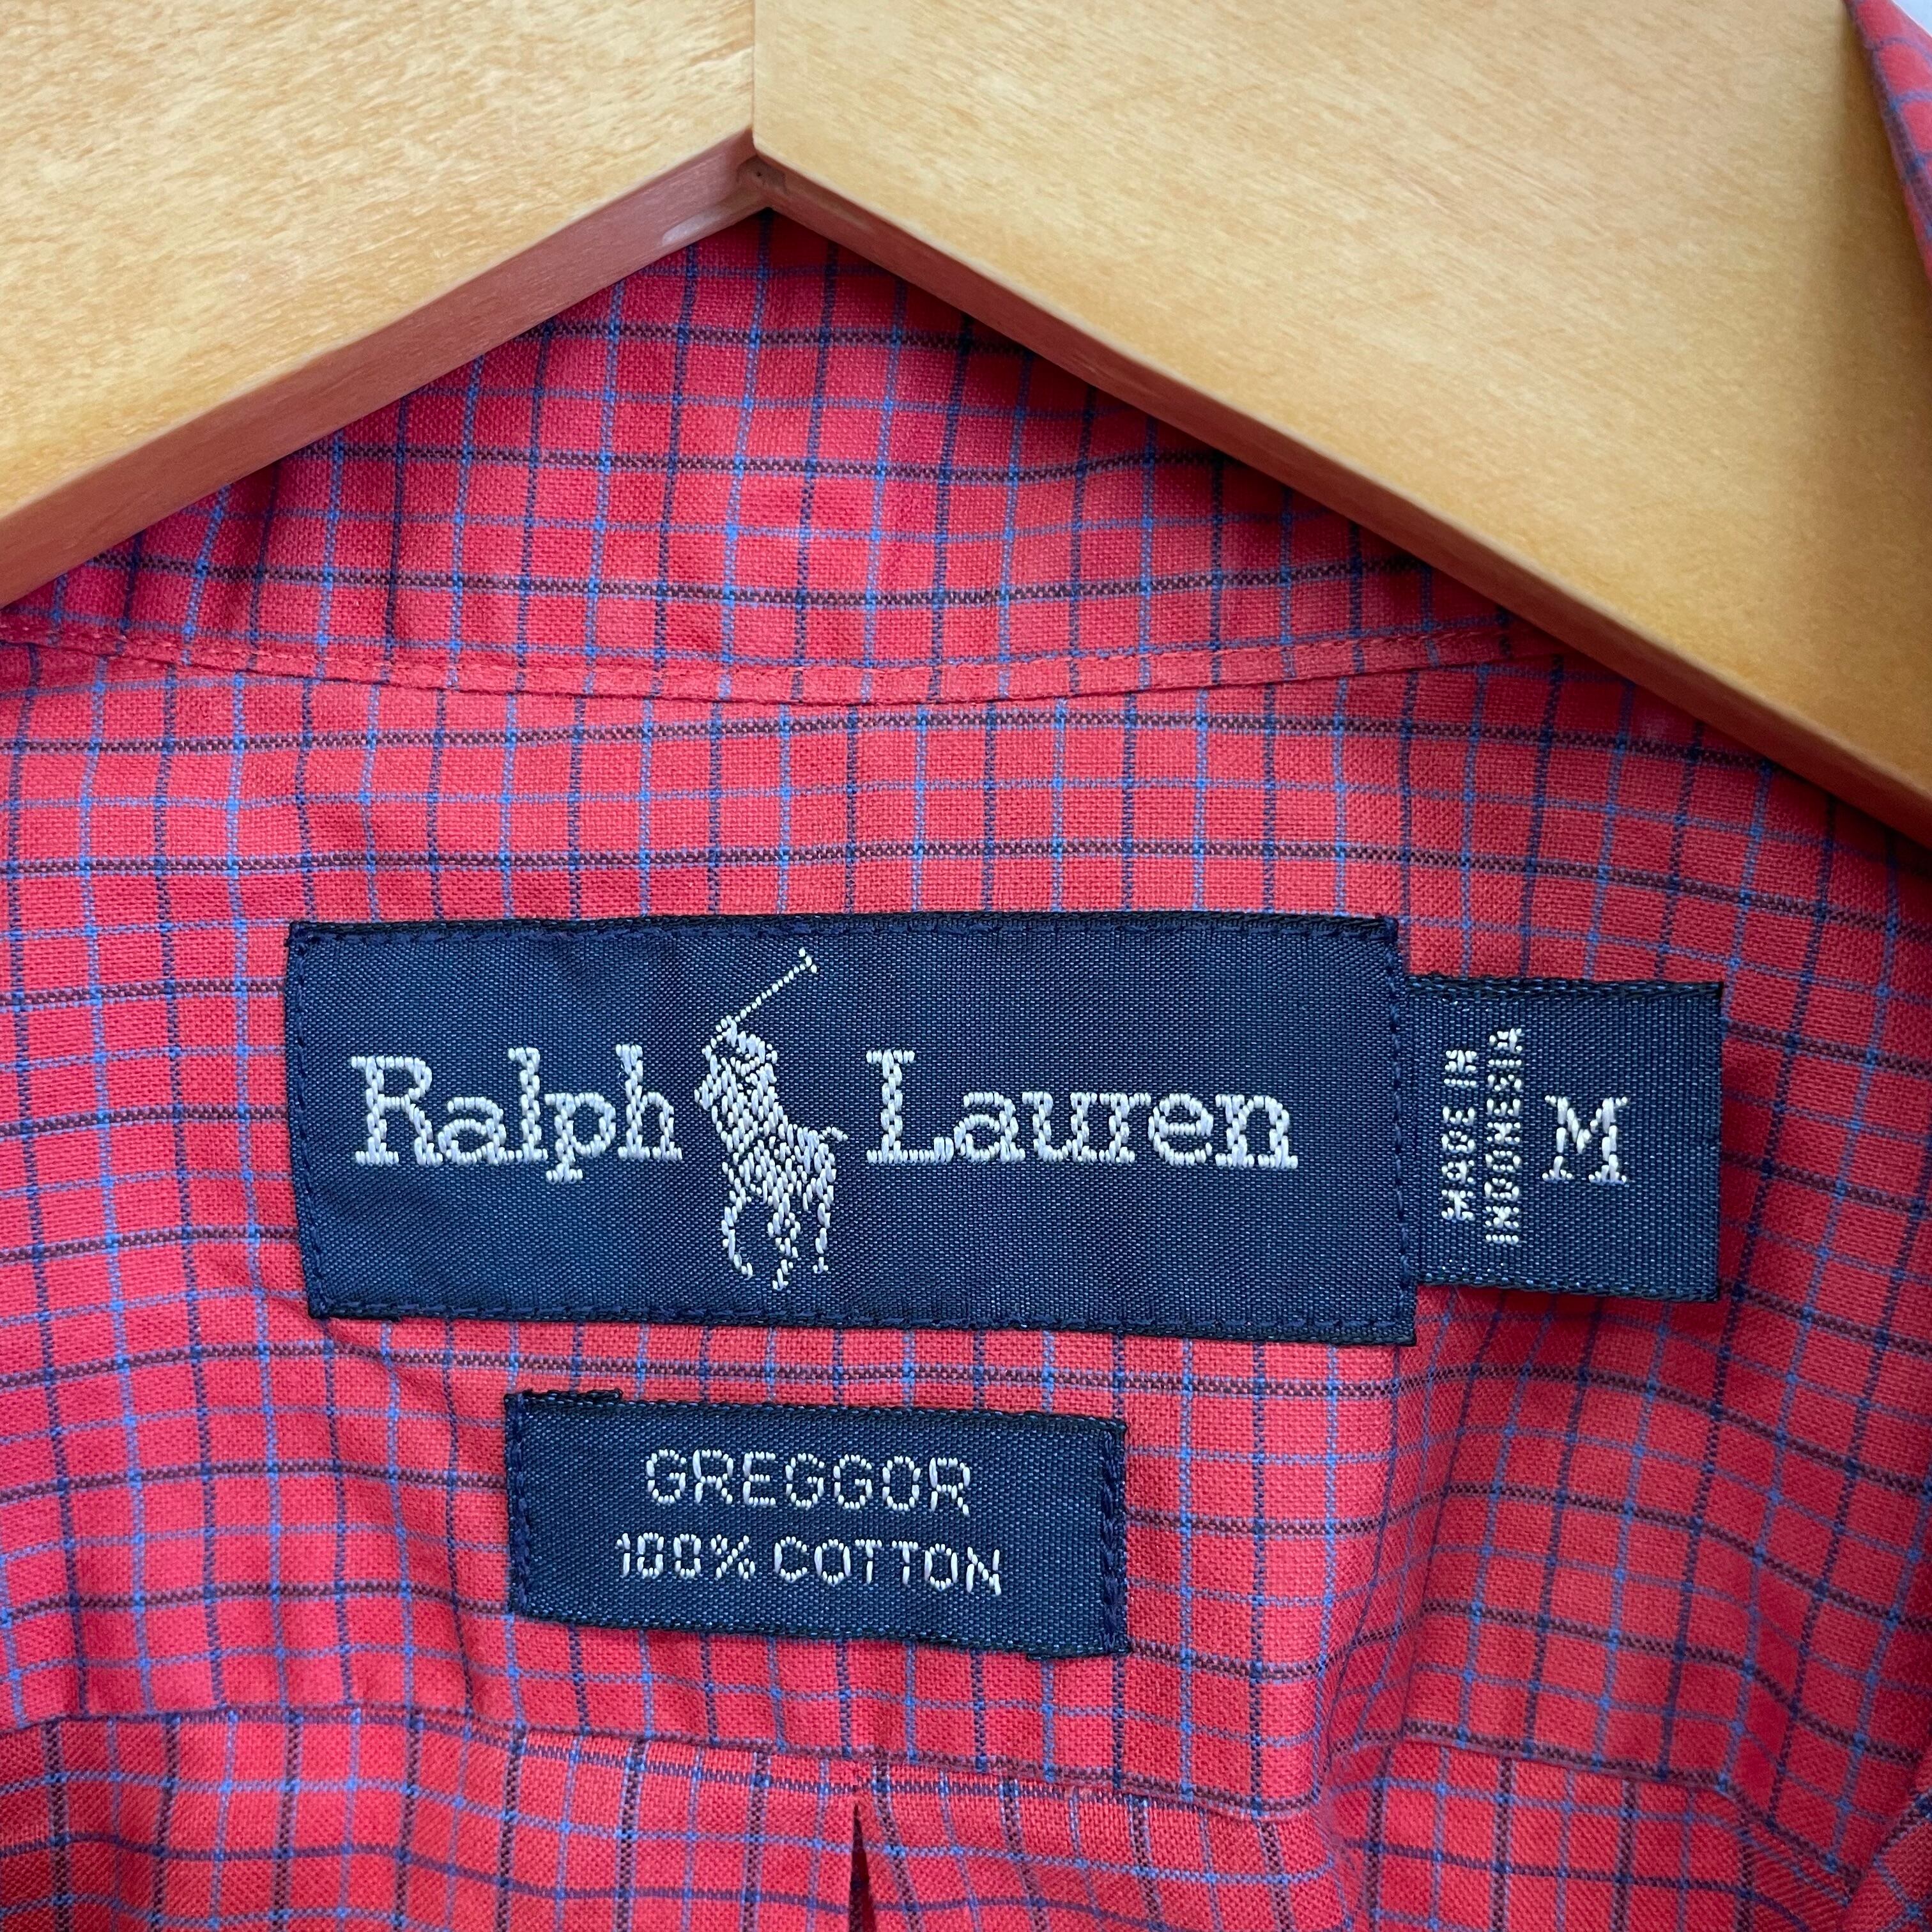 Ralph Lauren
MADE IN
INDONESIA
M
GREGGOR
100% COTTON